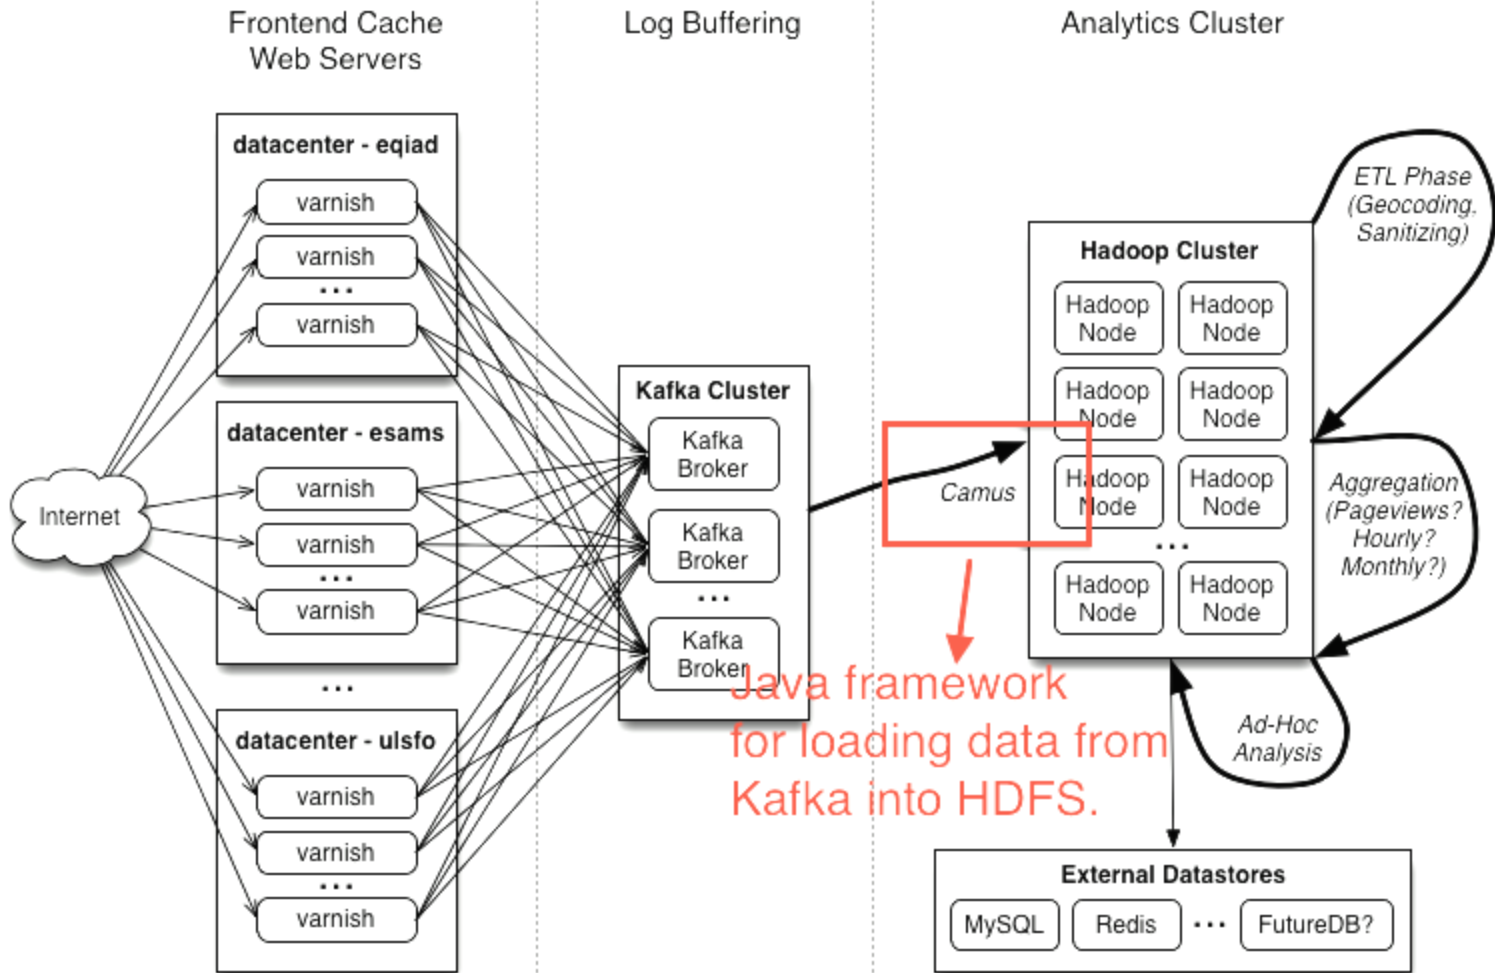 Frontend Cache
Web Servers
Log Buffering
Analytics Cluster
datacenter - eqiad
varnish
varnish
...
varnish
datacenter - esams
varnish
varnish
...
varnish
...
datacenter - ulsfo
varnish
varnish
...
varnish
Internet
Kafka Cluster
Kafka
Broker
Kafka
Broker
...
Kafka
Broker
Camus
Java framework
for loading data from
Kafka into HDFS.
Hadoop Cluster
Hadoop
Node
Hadoop
Node
Hadoop
Node
Hadoop
Node
Hadoop
Node
Hadoop
Node
...
Hadoop
Node
Hadoop
Node
ETL Phase
(Geocoding,
Sanitizing)
Aggregation
(Pageviews?
Hourly?
Monthly?)
Ad-Hoc
Analysis
External Datastores
MySQL
Redis
...
FutureDB?